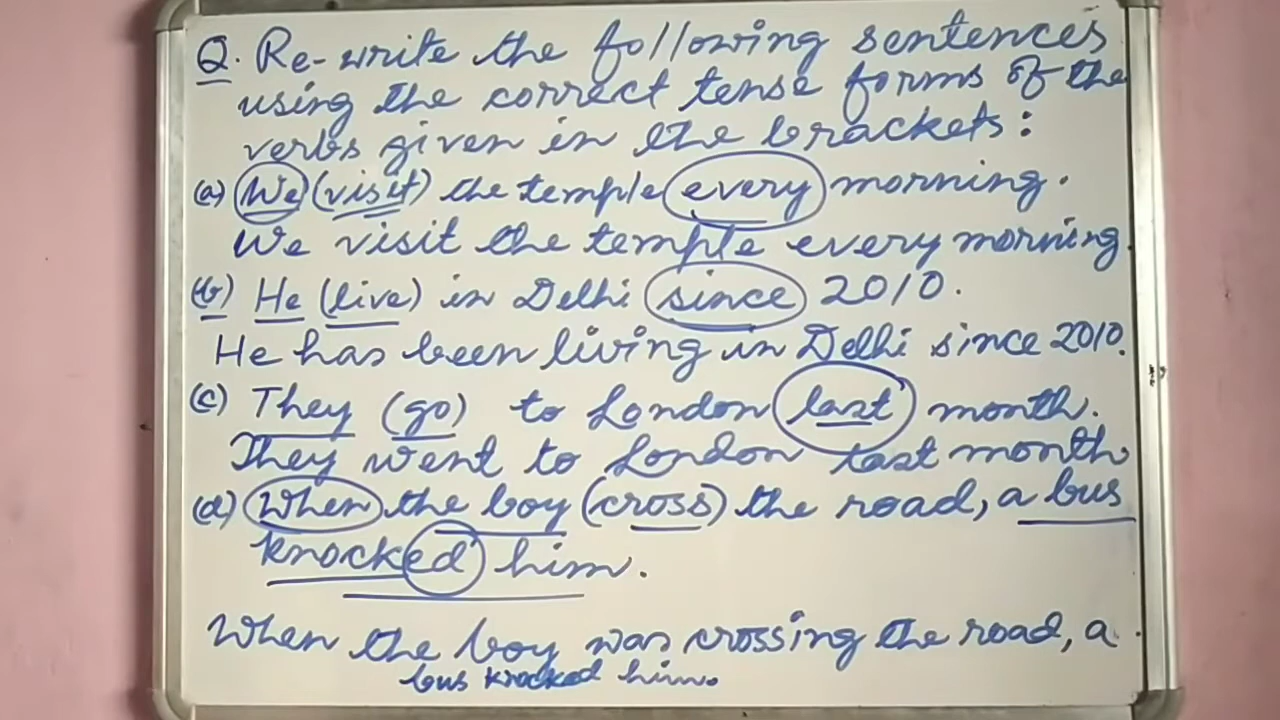 Q. Re-write the following sentences
using the correct tense forms of the
verbs given in the brackets:
(a) We (visit) the temple every morning.
We visit the temple every morning
(b) He (live) in Delhi since 2010.
He has been living in Delhi since 2010.
(c) They (go) to London last month.
They went to London last month
(d) When the boy (cross) the road, a bus
knocked him.
When the boy was crossing the road, a
bus knocked him.